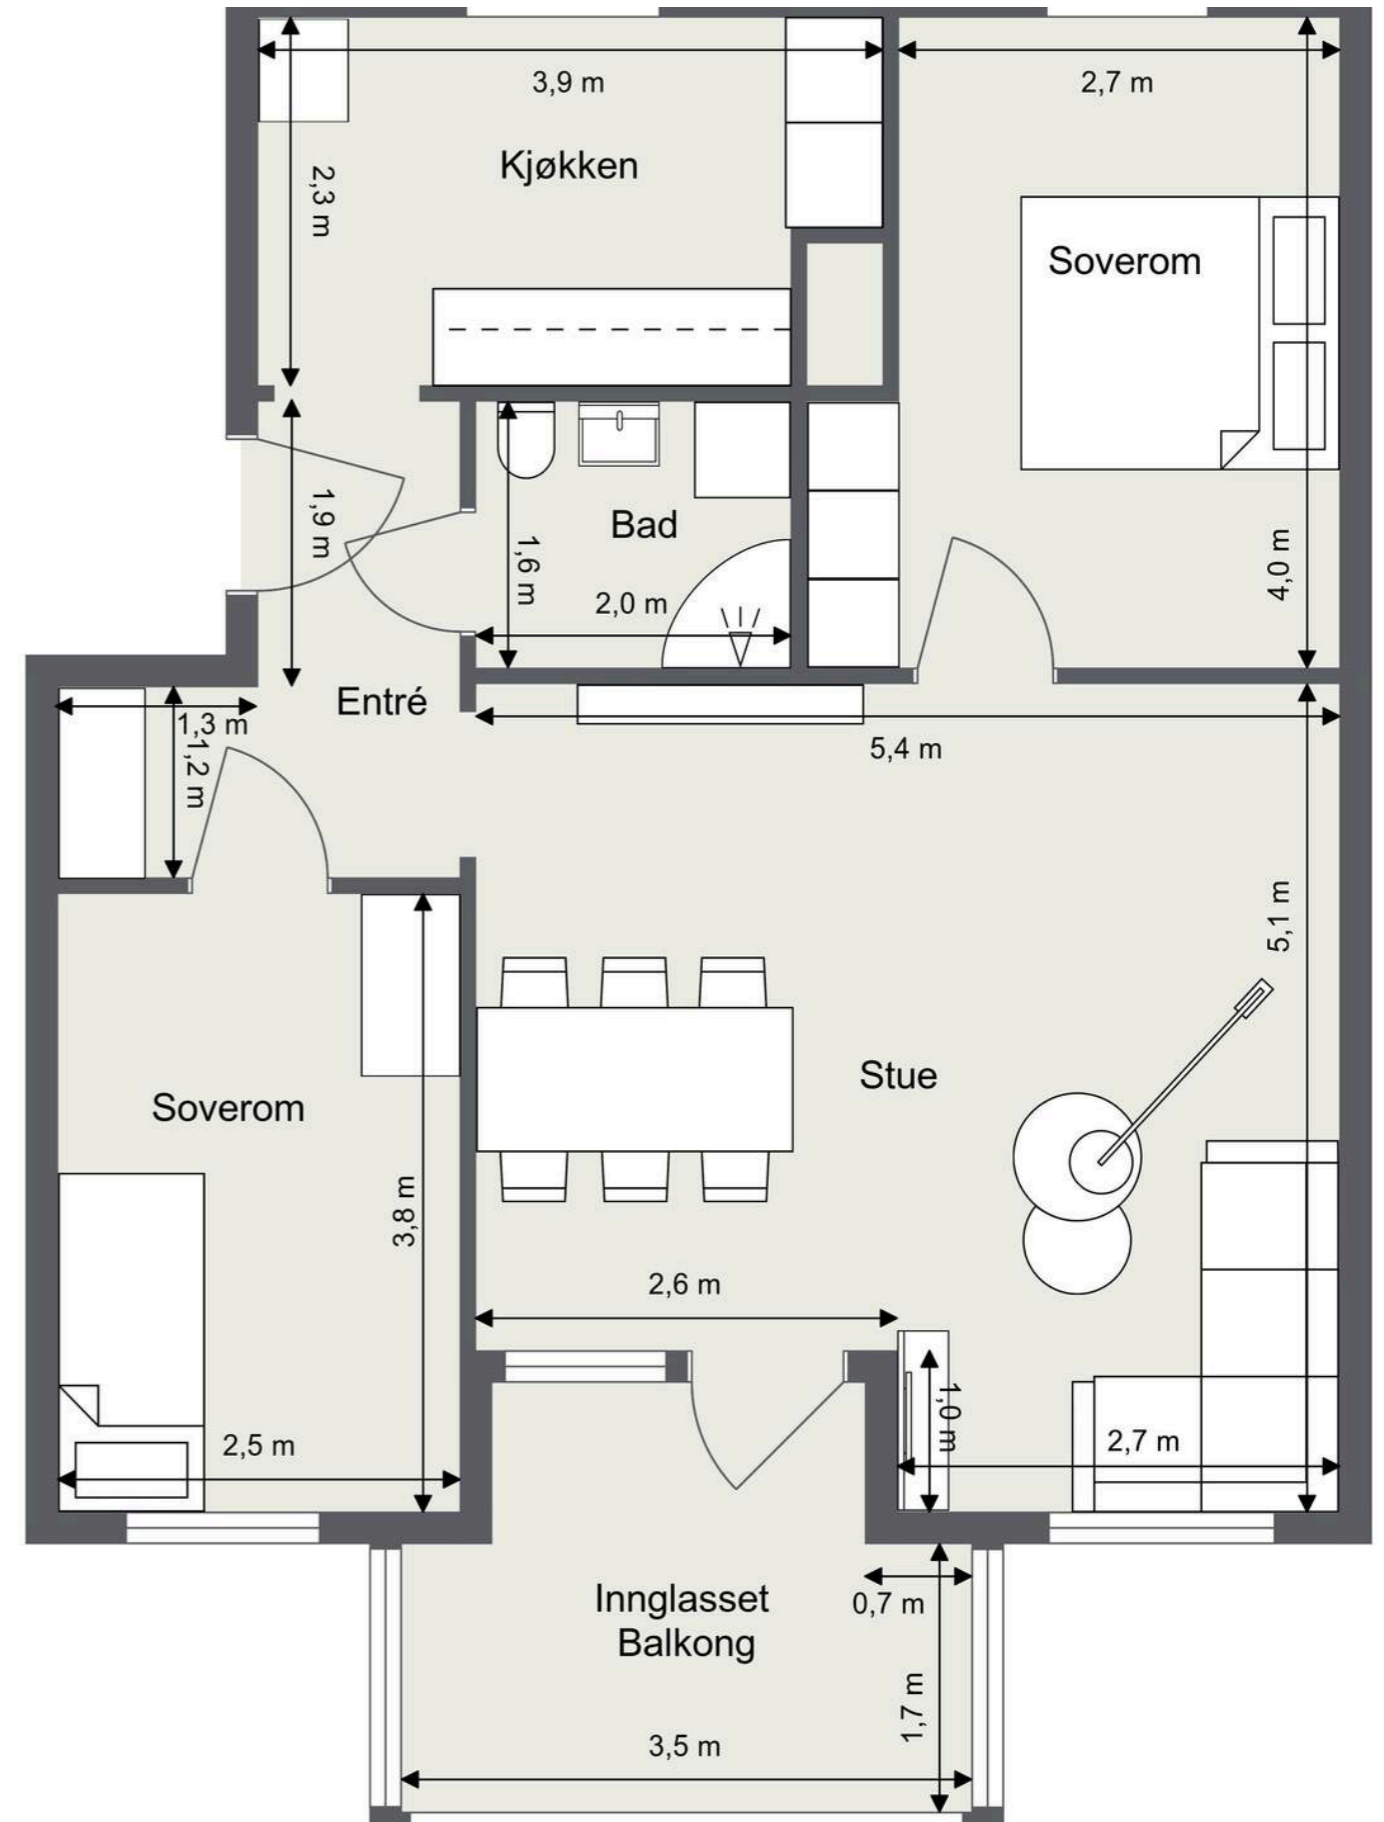 3,9 m
2,7 m
Kjøkken
2,3 m
Soverom
1,9 m
Bad
1,6 m
2,0 m
4,0 m
Entré
1,3 m
1,2 m
5,4 m
5,1 m
Stue
Soverom
3,8 m
2,6 m
1,0 m
2,5 m
2,7 m
Innglasset
Balkong
0,7 m
1,7 m
3,5 m